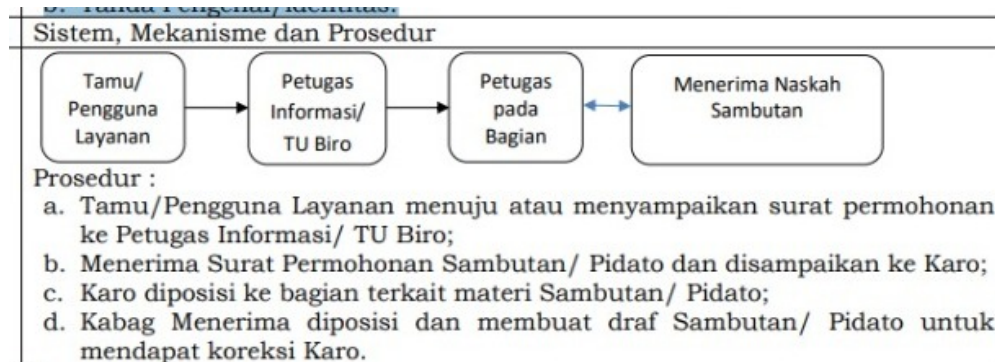 b. Tanda Pengenal/Identitas.
Sistem, Mekanisme dan Prosedur
Tamu/
Pengguna
Layanan
Petugas
Informasi/
TU Biro
Petugas
pada
Bagian
Menerima Naskah
Sambutan
Prosedur :
a. Tamu/Pengguna Layanan menuju atau menyampaikan surat permohonan
ke Petugas Informasi/ TU Biro;
b. Menerima Surat Permohonan Sambutan/ Pidato dan disampaikan ke Karo;
c. Karo diposisi ke bagian terkait materi Sambutan/ Pidato;
d. Kabag Menerima diposisi dan membuat draf Sambutan/ Pidato untuk
mendapat koreksi Karo.